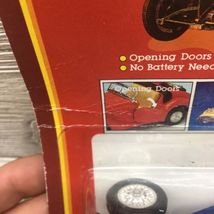 • Opening Doors
• No Battery Need
Opening Doors